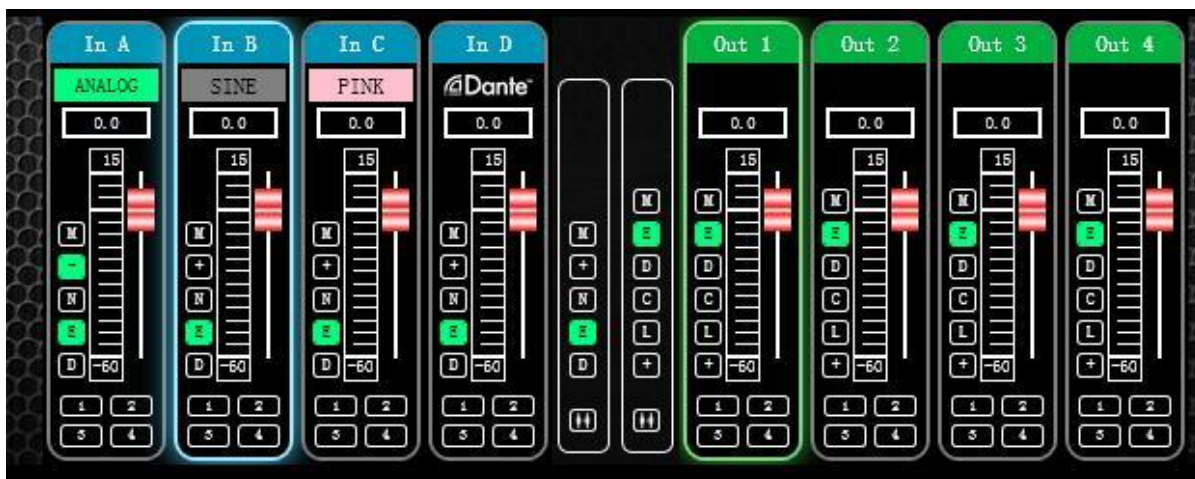 In A In B In C In D Out 1 Out 2 Out 3 Out 4
ANALOG SINE PINK Dante™
0.0 0.0 0.0 0.0 0.0 0.0 0.0 0.0
15 15 15 15 15 15 15 15
M M M M M
E E E E E
M M M M M
D D D D D
- + + + +
C C C C C
N N N N N
L L L L L
E E E E E
+ + + + +
D D D D D
-60 -60 -60 -60 -60 -60 -60 -60
1 2 1 2 1 2 1 2 1 2 1 2 1 2 1 2
3 4 3 4 3 4 3 4 3 4 3 4 3 4 3 4